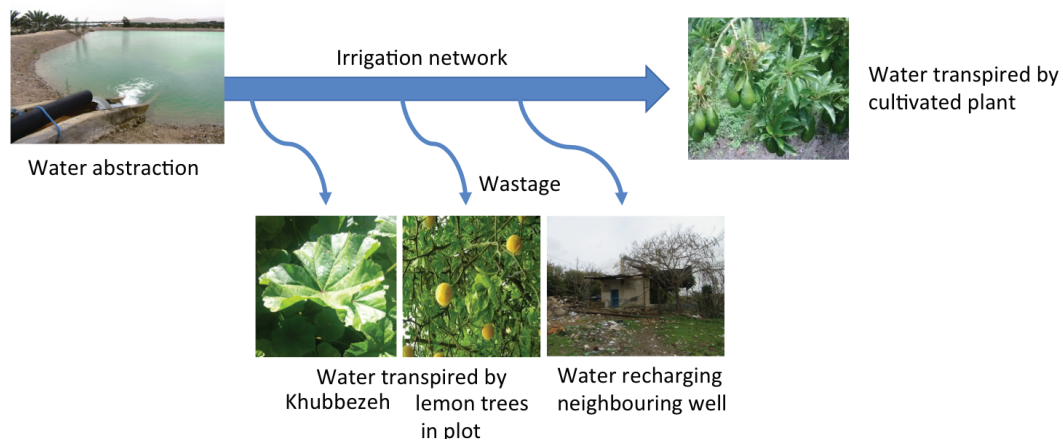 Irrigation network
Water abstraction
Water transpired by
cultivated plant
Wastage
Water transpired by
Khubbezeh
lemon trees
in plot
Water recharging
neighbouring well